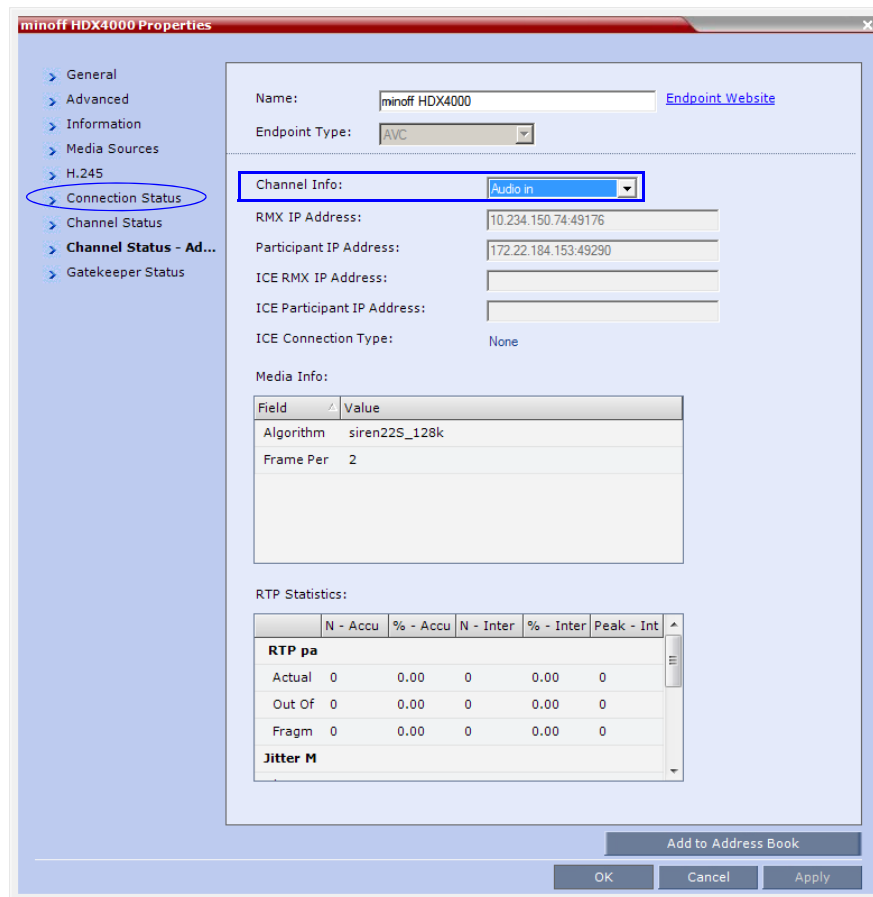 minoff HDX4000 Properties
General
Advanced
Information
Media Sources
H.245
Connection Status
Channel Status
Channel Status - Ad...
Gatekeeper Status
Name: minoff HDX4000 Endpoint Website
Endpoint Type: AVC
Channel Info: Audio in
RMX IP Address: 10.234.150.74:49176
Participant IP Address: 172.22.184.153:49290
ICE RMX IP Address:
ICE Participant IP Address:
ICE Connection Type: None
Media Info:
Field Value
Algorithm siren22S_128k
Frame Per 2
RTP Statistics:
N - Accu % - Accu N - Inter % - Inter Peak - Int
RTP pa
Actual 0 0.00 0 0.00 0
Out Of 0 0.00 0 0.00 0
Fragm 0 0.00 0 0.00 0
Jitter M
Add to Address Book
OK Cancel Apply